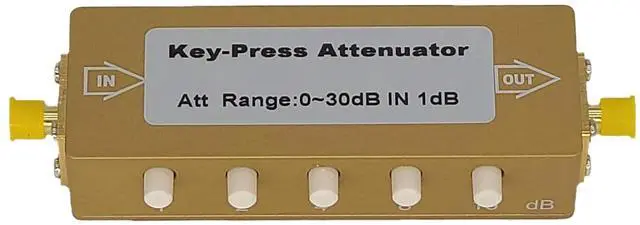 Key-Press Attenuator
IN
OUT
Att Range:0~30dB IN 1dB
dB